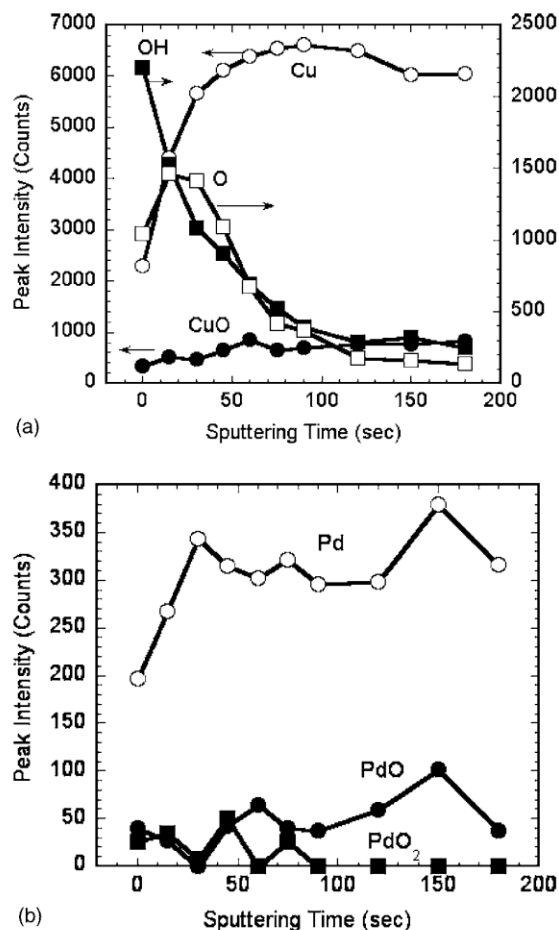 7000
6000
5000
4000
3000
2000
1000
0
2500
2000
1500
1000
500
0
OH
Cu
O
CuO
Peak Intensity (Counts)
0 50 100 150 200
Sputtering Time (sec)
(a)
400
350
300
250
200
150
100
50
0
Pd
PdO
PdO2
Peak Intensity (Counts)
0 50 100 150 200
Sputtering Time (sec)
(b)